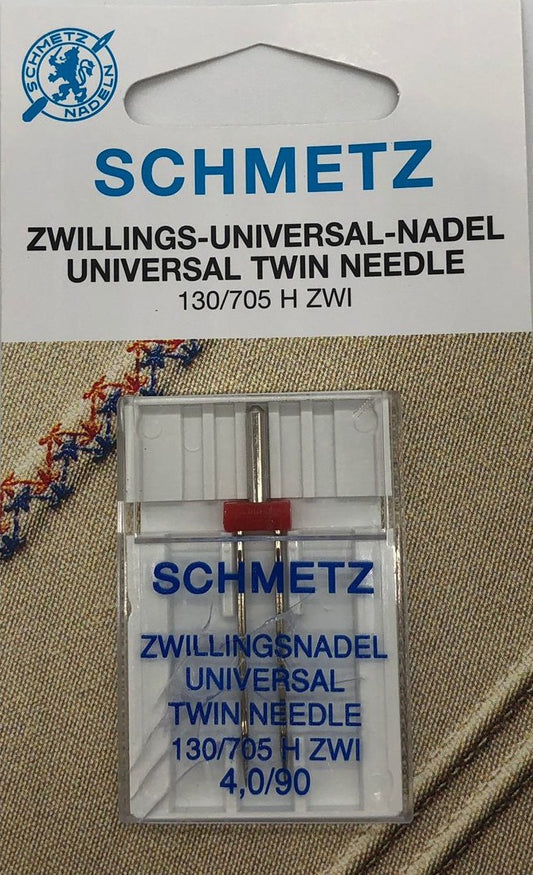 SCHMETZ
NADELN
SCHMETZ
ZWILLINGS-UNIVERSAL-NADEL
UNIVERSAL TWIN NEEDLE
130/705 H ZWI
SCHMETZ
ZWILLINGSNADEL
UNIVERSAL
TWIN NEEDLE
130/705 H ZWI
4,0/90